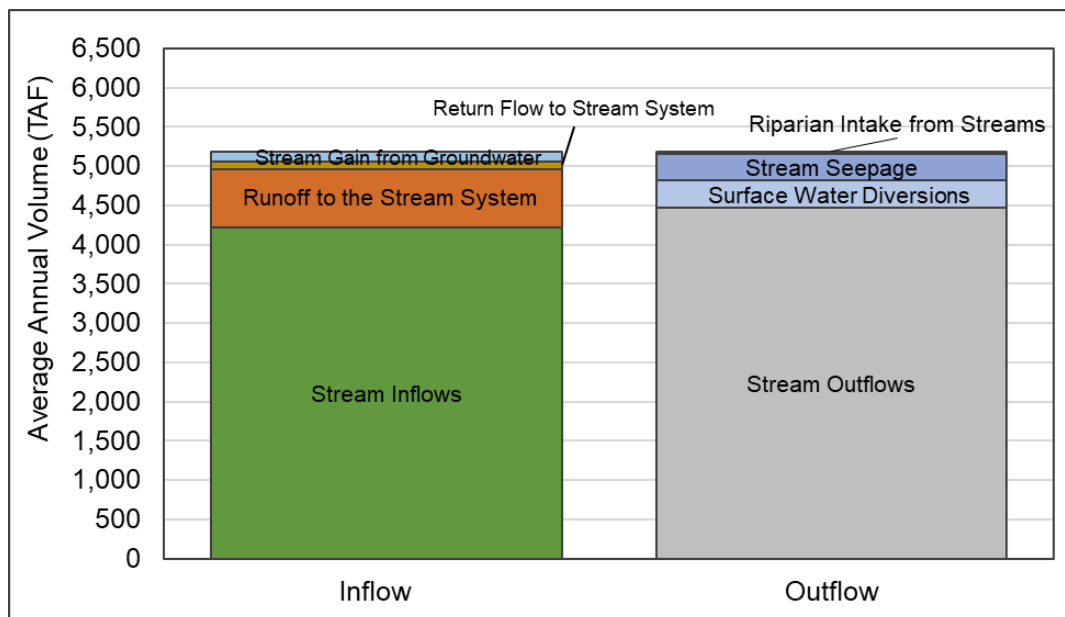 Average Annual Volume (TAF)
6,500
6,000
5,500
5,000
4,500
4,000
3,500
3,000
2,500
2,000
1,500
1,000
500
0
Return Flow to Stream System
Stream Gain from Groundwater
Runoff to the Stream System
Stream Inflows
Riparian Intake from Streams
Stream Seepage
Surface Water Diversions
Stream Outflows
Inflow
Outflow